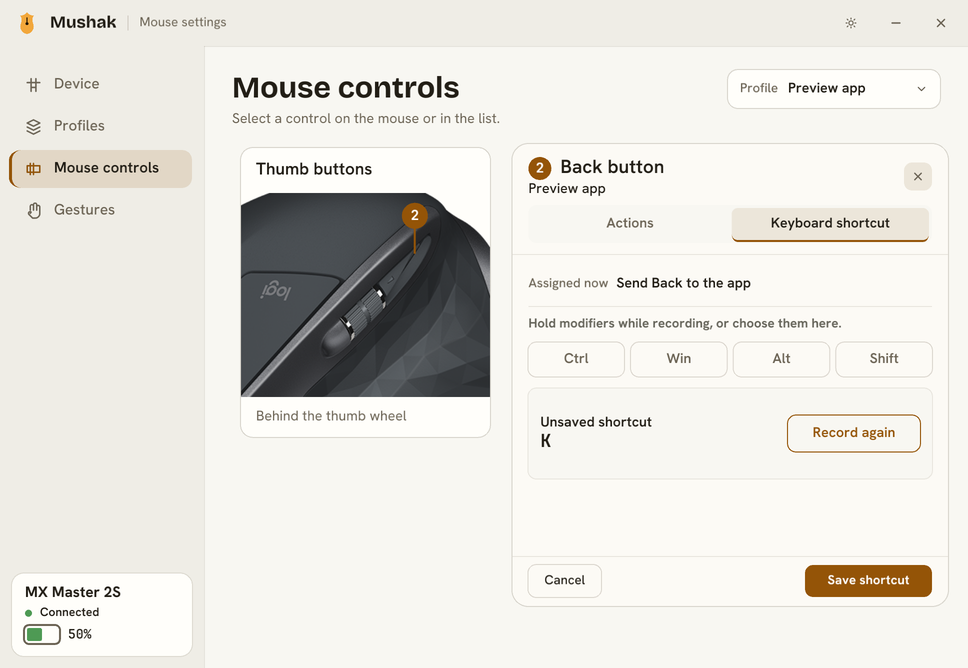 Mushak
Mouse settings
Device
Profiles
Mouse controls
Gestures
MX Master 2S
Connected
50%
Mouse controls
Select a control on the mouse or in the list.
Profile Preview app
Thumb buttons
2
logi
Behind the thumb wheel
2 Back button
Preview app
Actions
Keyboard shortcut
Assigned now Send Back to the app
Hold modifiers while recording, or choose them here.
Ctrl
Win
Alt
Shift
Unsaved shortcut
K
Record again
Cancel
Save shortcut